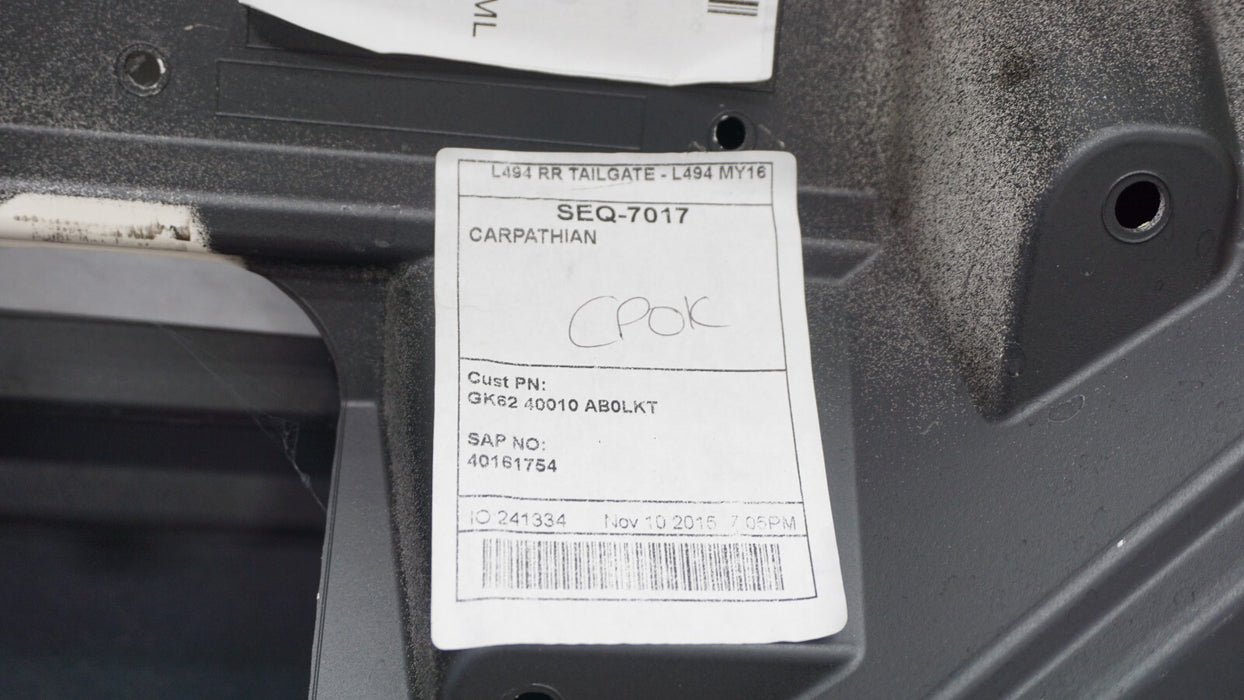 ML
L494 RR TAILGATE - L494 MY16
SEQ-7017
CARPATHIAN
CPOK
Cust PN:
GK62 40010 AB0LKT
SAP NO:
40161754
IO 241334 Nov 10 2015 7:05PM